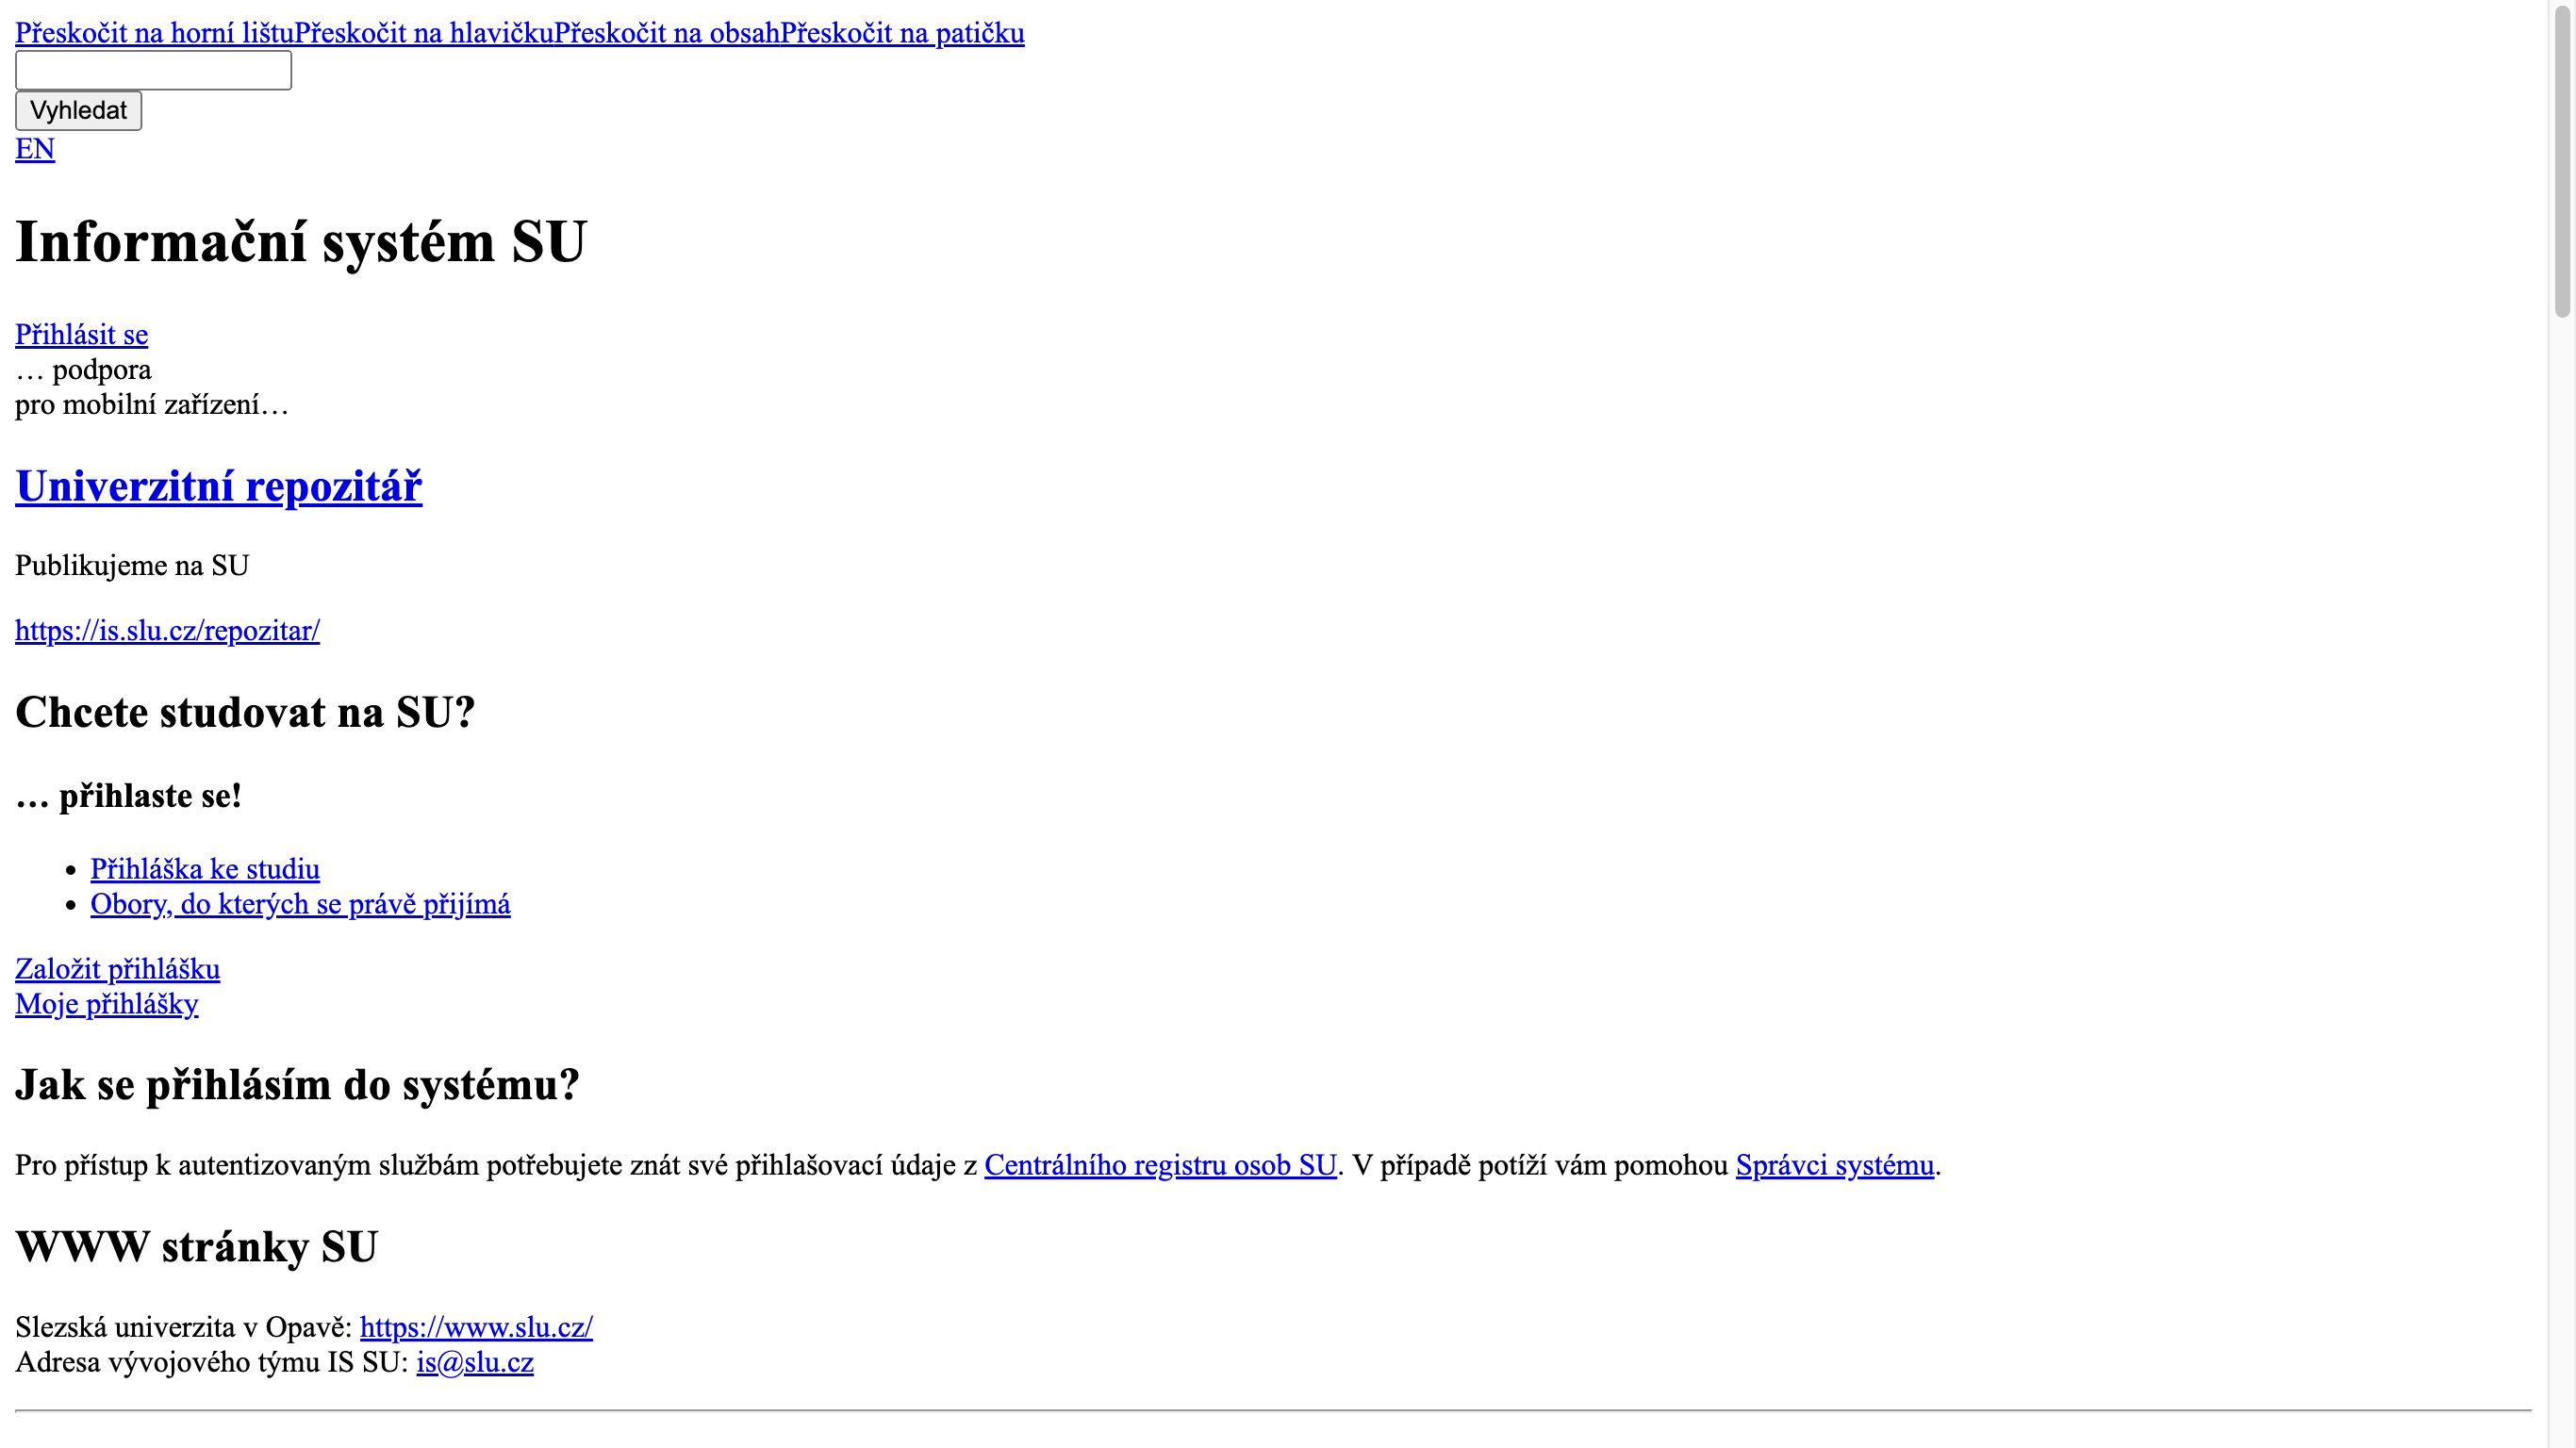 Přeskočit na horní lištuPřeskočit na hlavičkuPřeskočit na obsahPřeskočit na patičku
Vyhledat
EN
Informační systém SU
Přihlásit se
… podpora
pro mobilní zařízení…
Univerzitní repozitář
Publikujeme na SU
https://is.slu.cz/repozitar/
Chcete studovat na SU?
… přihlaste se!
Přihláška ke studiu
Obory, do kterých se právě přijímá
Založit přihlášku
Moje přihlášky
Jak se přihlásím do systému?
Pro přístup k autentizovaným službám potřebujete znát své přihlašovací údaje z Centrálního registru osob SU. V případě potíží vám pomohou Správci systému.
WWW stránky SU
Slezská univerzita v Opavě: https://www.slu.cz/
Adresa vývojového týmu IS SU: is@slu.cz